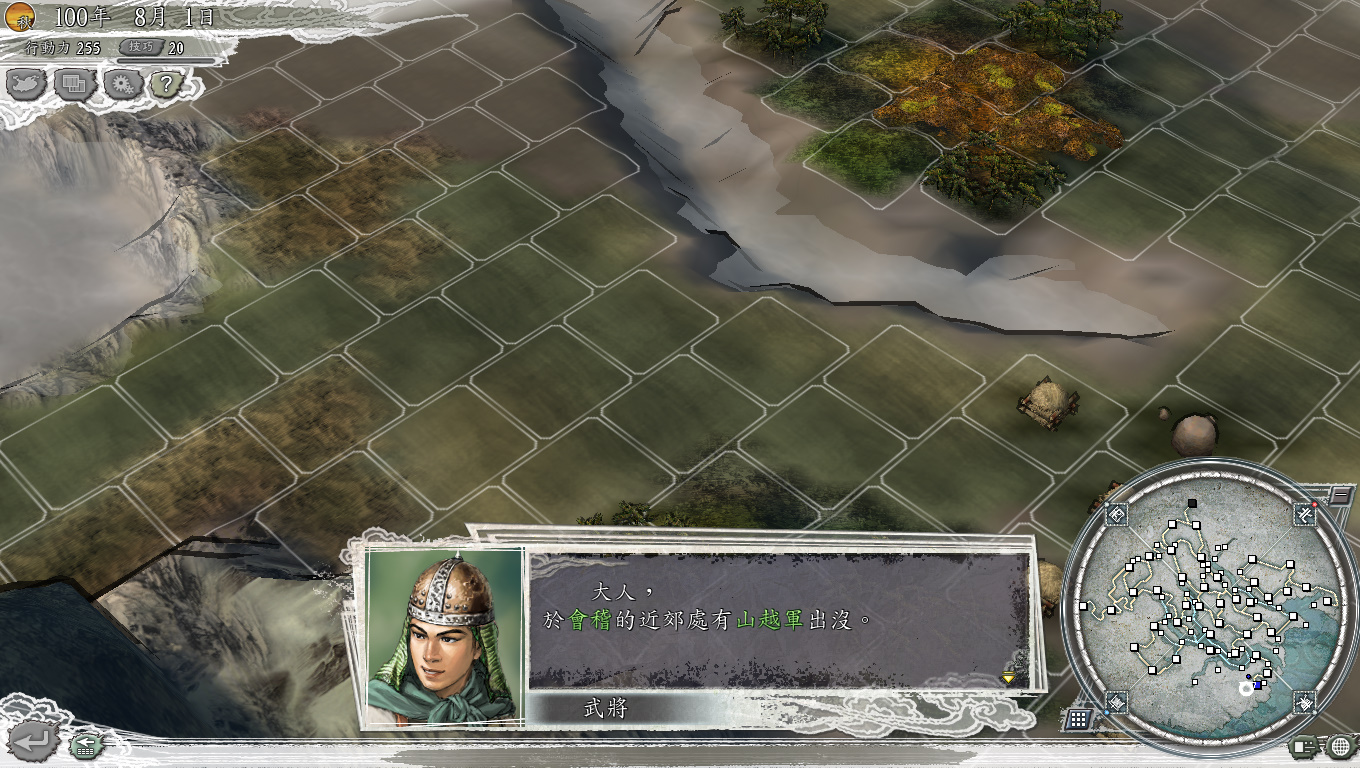 秋 100年 8月 1日
行動力 255 技巧 20
?
大人，
於會稽的近郊處有山越軍出沒。
武將